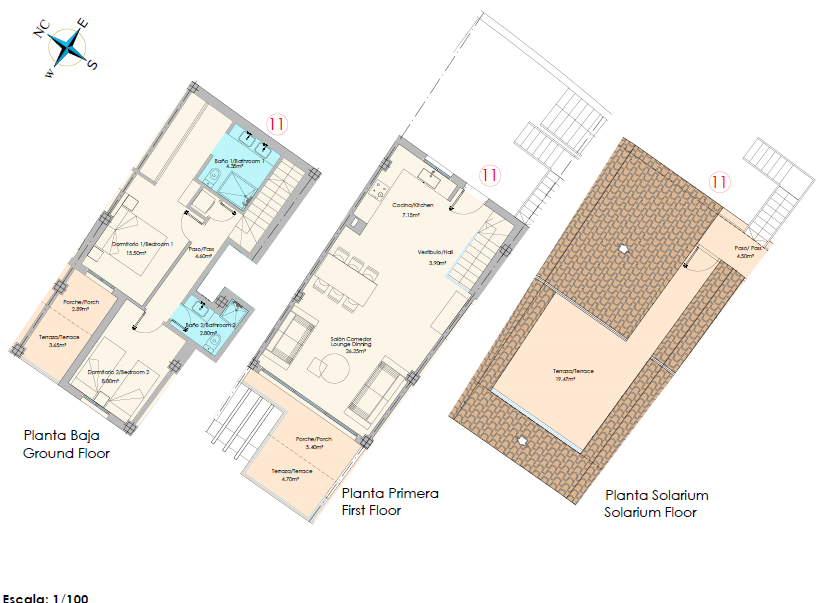 NC
E
W
S
11
Baño 1/Bathroom 1
4.35m²
Dormitorio 1/Bedroom 1
15.50m²
Paso/Pass
4.60m²
Porche/Porch
2.89m²
Terraza/Terrace
3.65m²
Baño 2/Bathroom 2
2.80m²
Dormitorio 2/Bedroom 2
8.80m²
Planta Baja
Ground Floor
11
Cocina/Kitchen
7.15m²
Vestibulo/Hall
3.90m²
Salón Comedor
Lounge Dinning
26.25m²
Porche/Porch
5.40m²
Terraza/Terrace
6.70m²
Planta Primera
First Floor
11
Paso/ Pass
4.50m²
Terraza/Terrace
19.47m²
Planta Solarium
Solarium Floor
Escala: 1/100